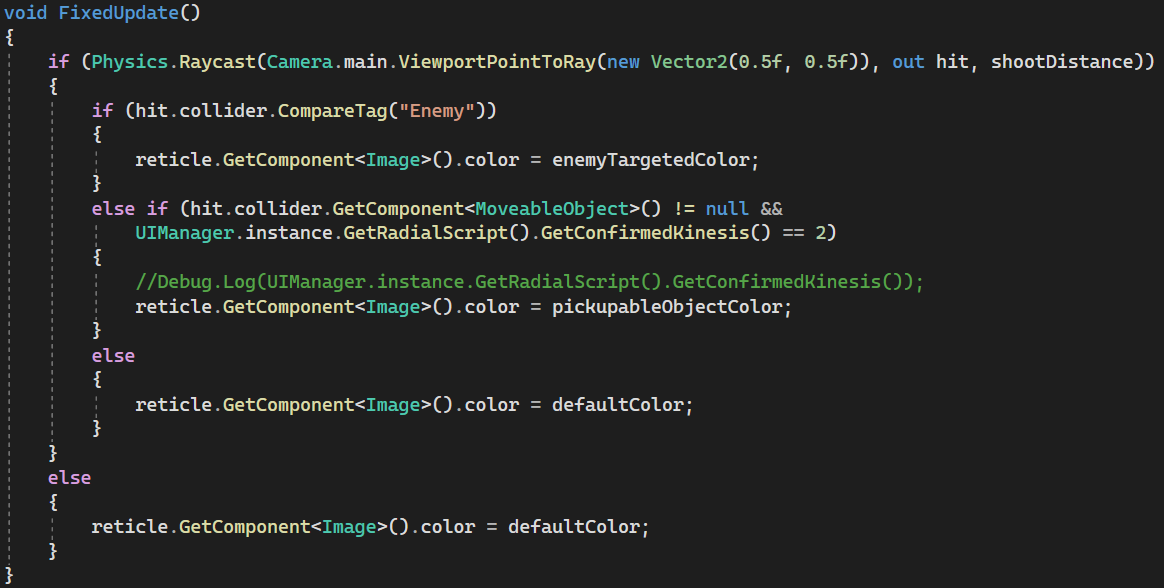 void FixedUpdate()
{
    if (Physics.Raycast(Camera.main.ViewportPointToRay(new Vector2(0.5f, 0.5f)), out hit, shootDistance))
    {
        if (hit.collider.CompareTag("Enemy"))
        {
            reticle.GetComponent<Image>().color = enemyTargetedColor;
        }
        else if (hit.collider.GetComponent<MoveableObject>() != null &&
            UIManager.instance.GetRadialScript().GetConfirmedKinesis() == 2)
        {
            //Debug.Log(UIManager.instance.GetRadialScript().GetConfirmedKinesis());
            reticle.GetComponent<Image>().color = pickupableObjectColor;
        }
        else
        {
            reticle.GetComponent<Image>().color = defaultColor;
        }
    }
    else
    {
        reticle.GetComponent<Image>().color = defaultColor;
    }
}